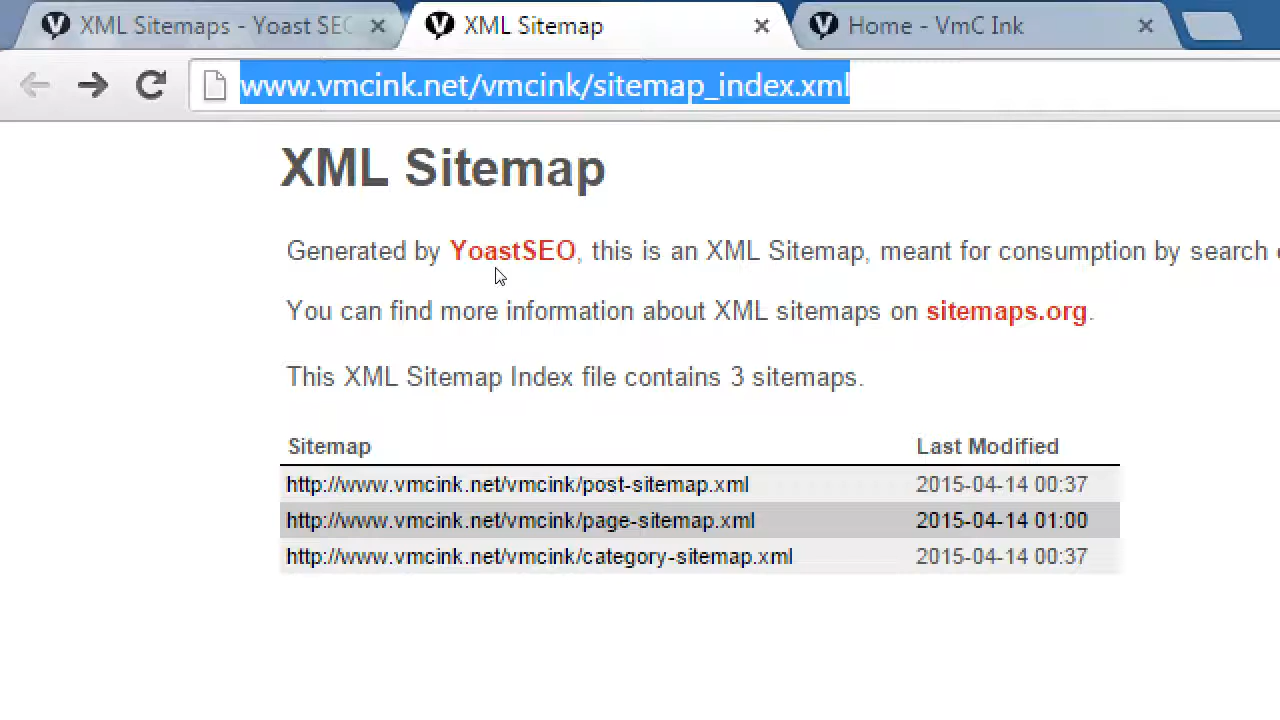 XML Sitemaps - Yoast SEO
XML Sitemap
Home - VmC Ink
www.vmcink.net/vmcink/sitemap_index.xml
XML Sitemap
Generated by YoastSEO, this is an XML Sitemap, meant for consumption by search
You can find more information about XML sitemaps on sitemaps.org.
This XML Sitemap Index file contains 3 sitemaps.
Sitemap Last Modified
http://www.vmcink.net/vmcink/post-sitemap.xml 2015-04-14 00:37
http://www.vmcink.net/vmcink/page-sitemap.xml 2015-04-14 01:00
http://www.vmcink.net/vmcink/category-sitemap.xml 2015-04-14 00:37